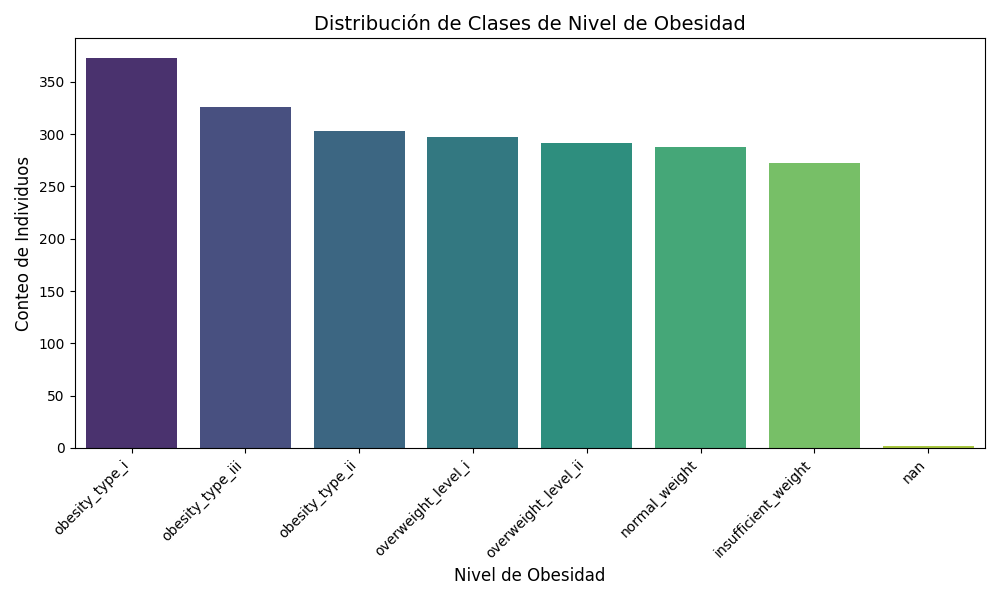 Distribución de Clases de Nivel de Obesidad
Conteo de Individuos
350
300
250
200
150
100
50
0
obesity_type_i
obesity_type_iii
obesity_type_ii
overweight_level_i
overweight_level_ii
normal_weight
insufficient_weight
nan
Nivel de Obesidad